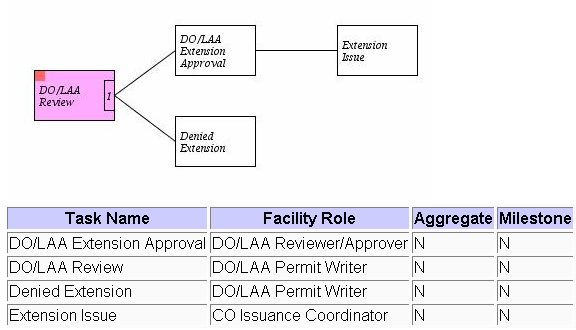 DO/LAA
Extension
Approval
Extension
Issue
DO/LAA
Review
1
Denied
Extension
Task Name Facility Role Aggregate Milestone
DO/LAA Extension Approval DO/LAA Reviewer/Approver N N
DO/LAA Review DO/LAA Permit Writer N N
Denied Extension DO/LAA Permit Writer N N
Extension Issue CO Issuance Coordinator N N